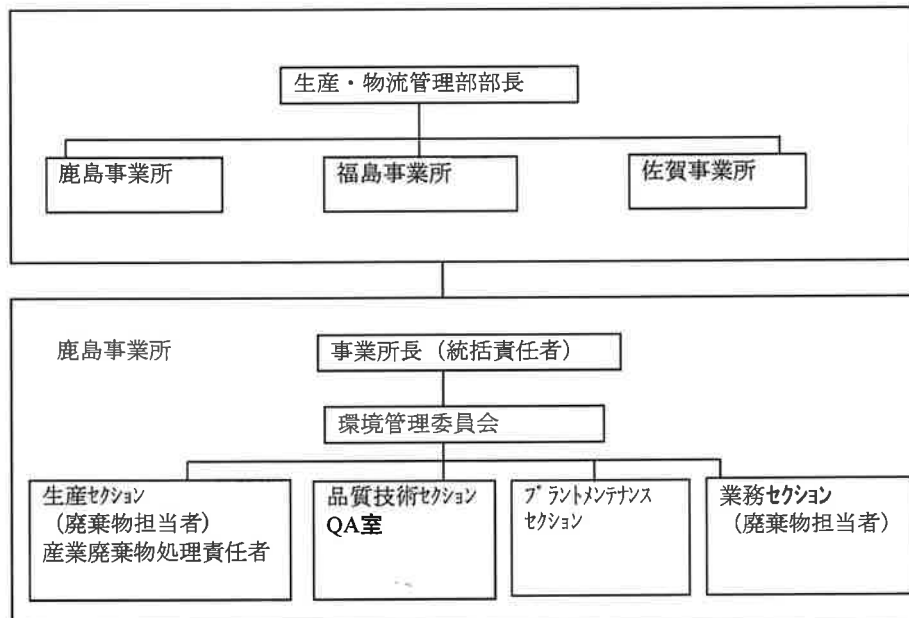 生産・物流管理部部長
鹿島事業所
福島事業所
佐賀事業所
鹿島事業所
事業所長（統括責任者）
環境管理委員会
生産ｾｸｼｮﾝ
（廃棄物担当者）
産業廃棄物処理責任者
品質技術ｾｸｼｮﾝ
QA室
ﾌﾟﾗﾝﾄﾒﾝﾃﾅﾝｽ
ｾｸｼｮﾝ
業務ｾｸｼｮﾝ
（廃棄物担当者）